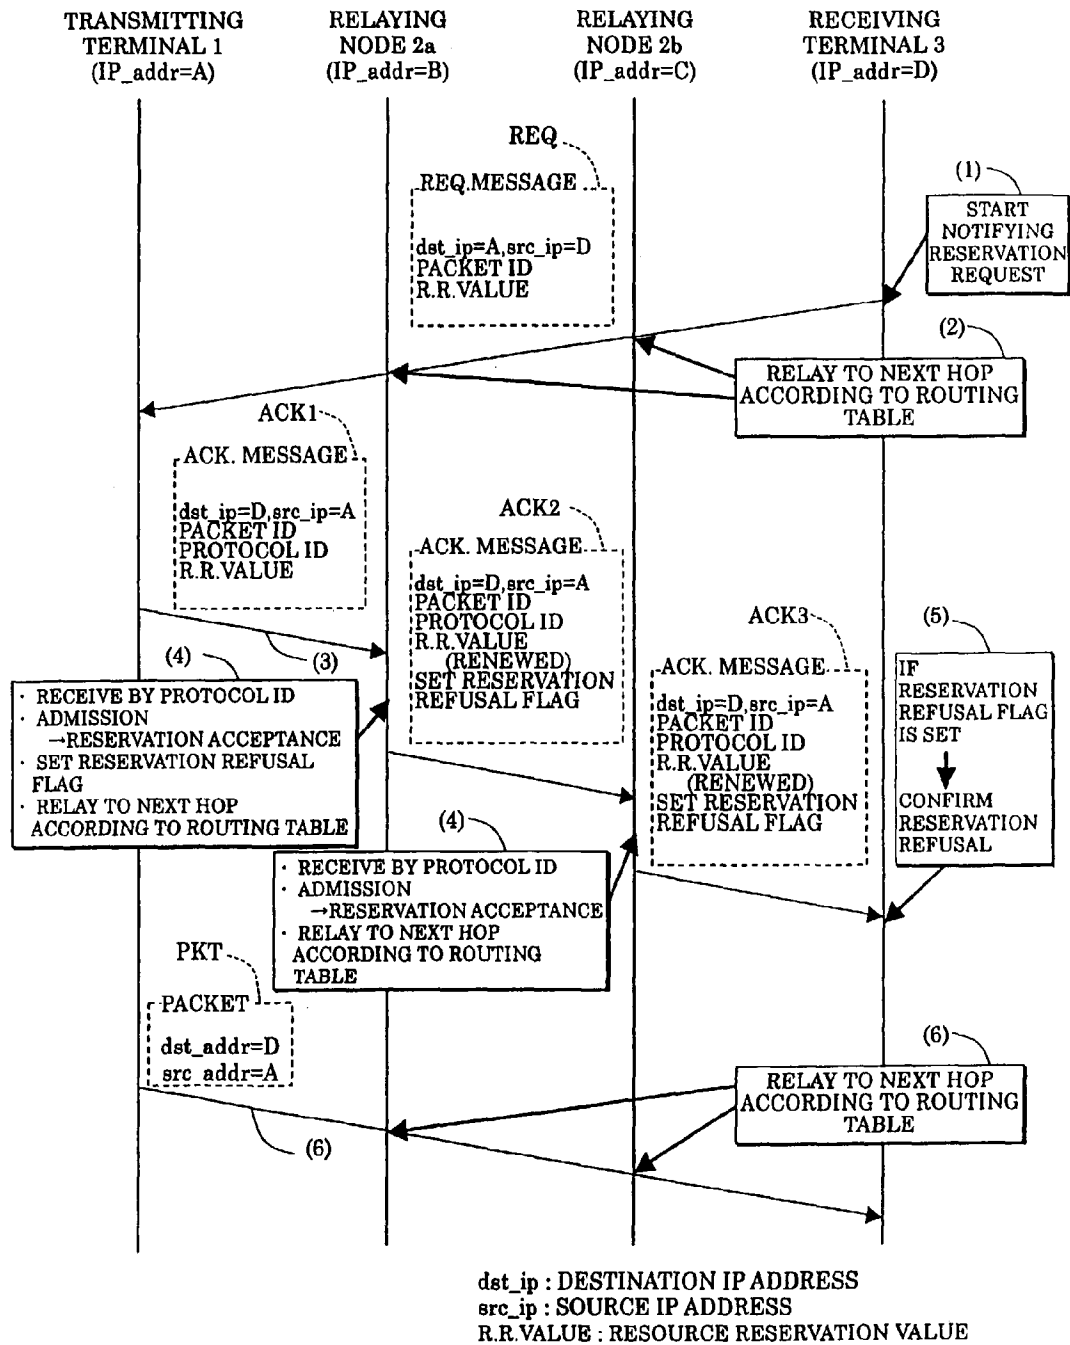 TRANSMITTING
TERMINAL 1
(IP_addr=A)
RELAYING
NODE 2a
(IP_addr=B)
RELAYING
NODE 2b
(IP_addr=C)
RECEIVING
TERMINAL 3
(IP_addr=D)
REQ
REQ.MESSAGE
dst_ip=A,src_ip=D
PACKET ID
R.R.VALUE
(1)
START
NOTIFYING
RESERVATION
REQUEST
(2)
RELAY TO NEXT HOP
ACCORDING TO ROUTING
TABLE
ACK1
ACK. MESSAGE
dst_ip=D,src_ip=A
PACKET ID
PROTOCOL ID
R.R.VALUE
(3)
ACK2
ACK. MESSAGE
dst_ip=D,src_ip=A
PACKET ID
PROTOCOL ID
R.R.VALUE
(RENEWED)
SET RESERVATION
REFUSAL FLAG
(4)
· RECEIVE BY PROTOCOL ID
· ADMISSION
→RESERVATION ACCEPTANCE
· SET RESERVATION REFUSAL
FLAG
· RELAY TO NEXT HOP
ACCORDING TO ROUTING TABLE
ACK3
ACK. MESSAGE
dst_ip=D,src_ip=A
PACKET ID
PROTOCOL ID
R.R.VALUE
(RENEWED)
SET RESERVATION
REFUSAL FLAG
(5)
IF
RESERVATION
REFUSAL FLAG
IS SET
CONFIRM
RESERVATION
REFUSAL
(4)
· RECEIVE BY PROTOCOL ID
· ADMISSION
→RESERVATION ACCEPTANCE
· RELAY TO NEXT HOP
ACCORDING TO ROUTING
TABLE
PKT
PACKET
dst_addr=D
src_addr=A
(6)
(6)
RELAY TO NEXT HOP
ACCORDING TO ROUTING
TABLE
dst_ip : DESTINATION IP ADDRESS
src_ip : SOURCE IP ADDRESS
R.R.VALUE : RESOURCE RESERVATION VALUE